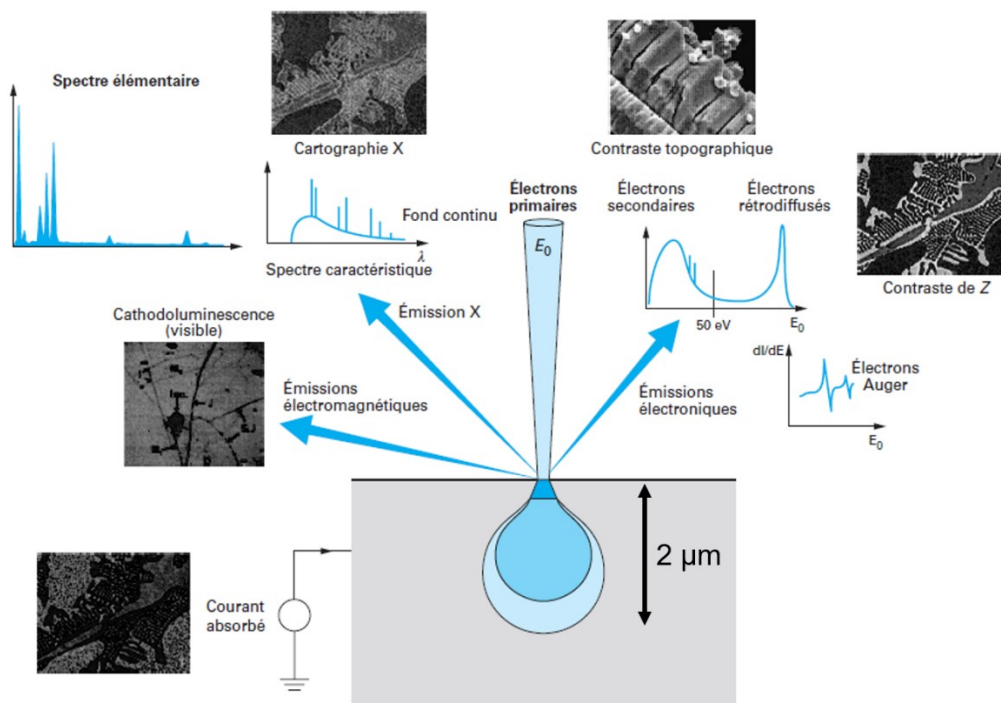 Spectre élémentaire
Cartographie X
Fond continu
λ
Spectre caractéristique
Émission X
Cathodoluminescence
(visible)
Émissions
électromagnétiques
Courant
absorbé
Électrons
primaires
E₀
Contraste topographique
Électrons
secondaires
Électrons
rétrodiffusés
50 eV
E₀
Contraste de Z
dI/dE
Électrons
Auger
E₀
Émissions
électroniques
2 µm